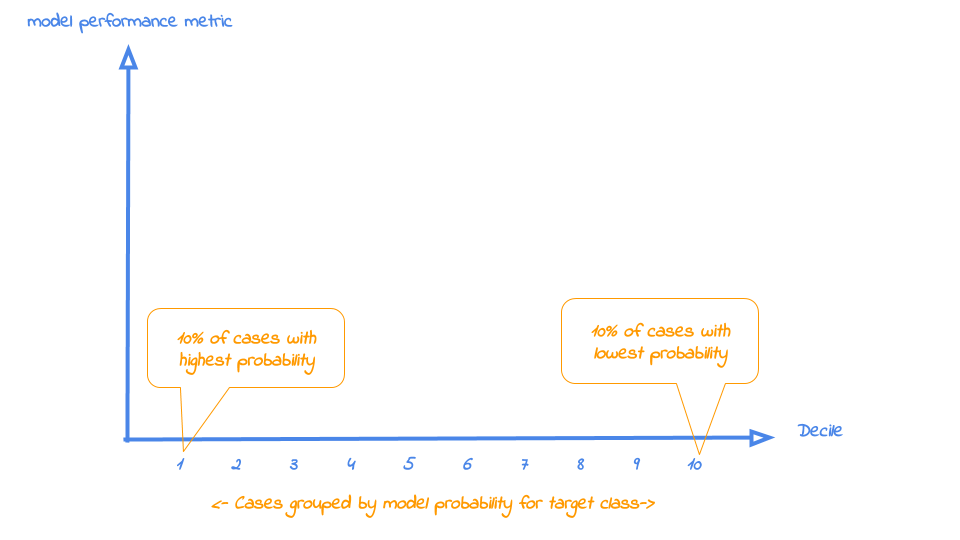 model performance metric
10% of cases with
highest probability
10% of cases with
lowest probability
Decile
1 2 3 4 5 6 7 8 9 10
<- Cases grouped by model probability for target class->